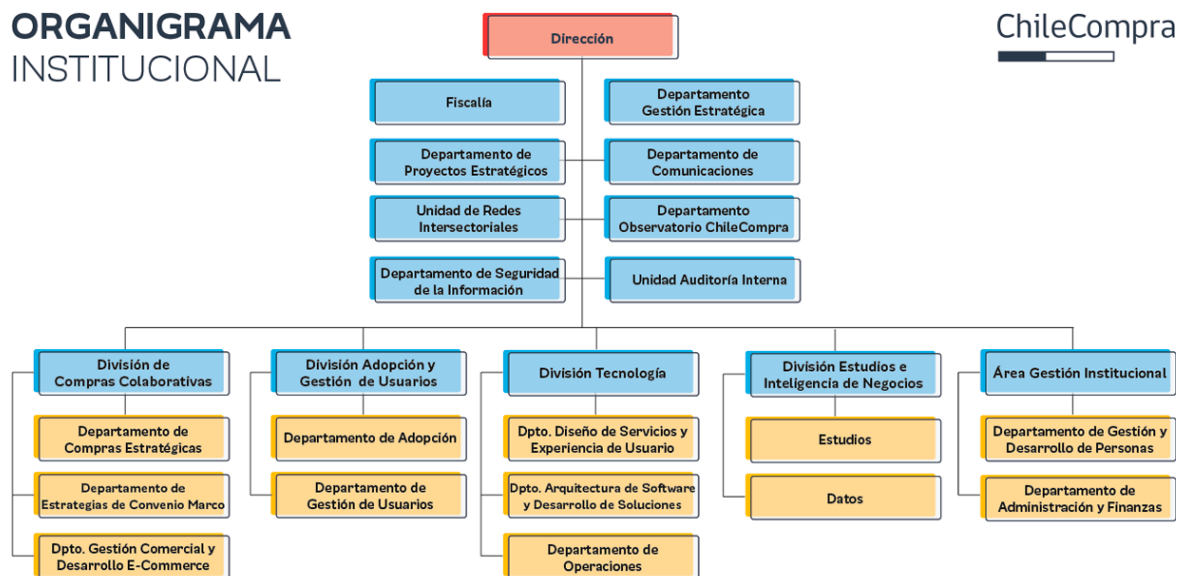 ORGANIGRAMA
INSTITUCIONAL
ChileCompra
Dirección
Fiscalía
Departamento
Gestión Estratégica
Departamento de
Proyectos Estratégicos
Departamento de
Comunicaciones
Unidad de Redes
Intersectoriales
Departamento
Observatorio ChileCompra
Departamento de Seguridad
de la Información
Unidad Auditoría Interna
División de
Compras Colaborativas
División Adopción y
Gestión de Usuarios
División Tecnología
División Estudios e
Inteligencia de Negocios
Área Gestión Institucional
Departamento de
Compras Estratégicas
Departamento de Adopción
Dpto. Diseño de Servicios y
Experiencia de Usuario
Estudios
Departamento de Gestión y
Desarrollo de Personas
Departamento de
Estrategias de Convenio Marco
Departamento de
Gestión de Usuarios
Dpto. Arquitectura de Software
y Desarrollo de Soluciones
Datos
Departamento de
Administración y Finanzas
Dpto. Gestión Comercial y
Desarrollo E-Commerce
Departamento de
Operaciones